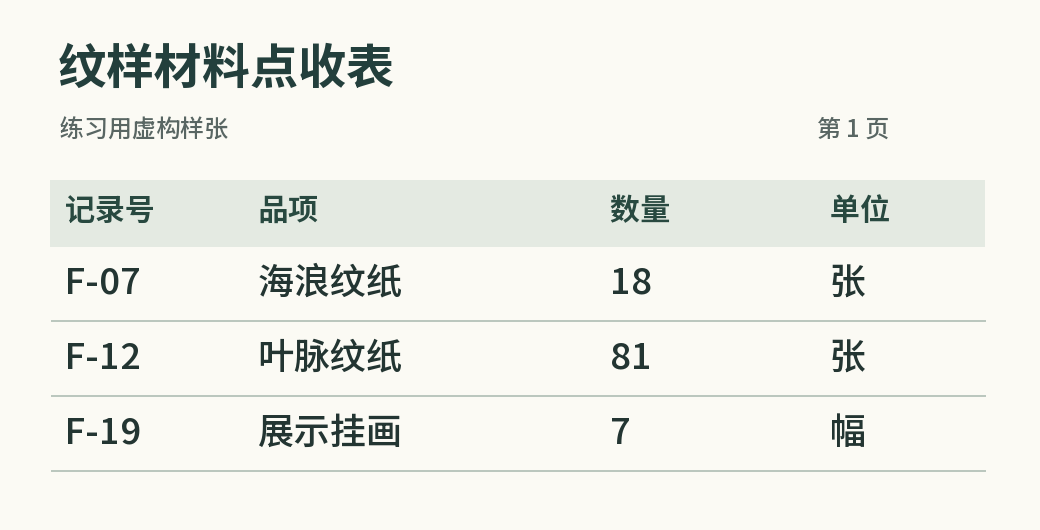 纹样材料点收表
练习用虚构样张 第 1 页
记录号 品项 数量 单位
F-07 海浪纹纸 18 张
F-12 叶脉纹纸 81 张
F-19 展示挂画 7 幅